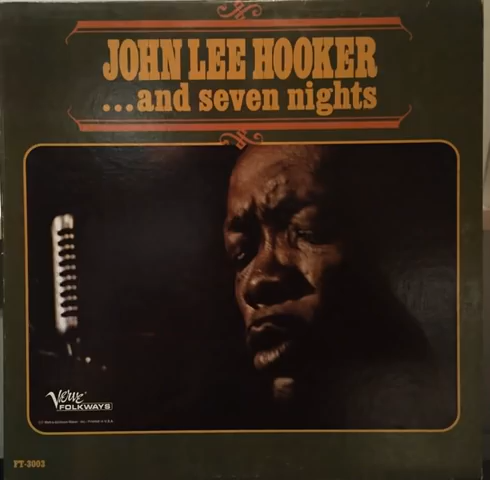 JOHN LEE HOOKER
...and seven nights
Verve
FOLKWAYS
FT-3003